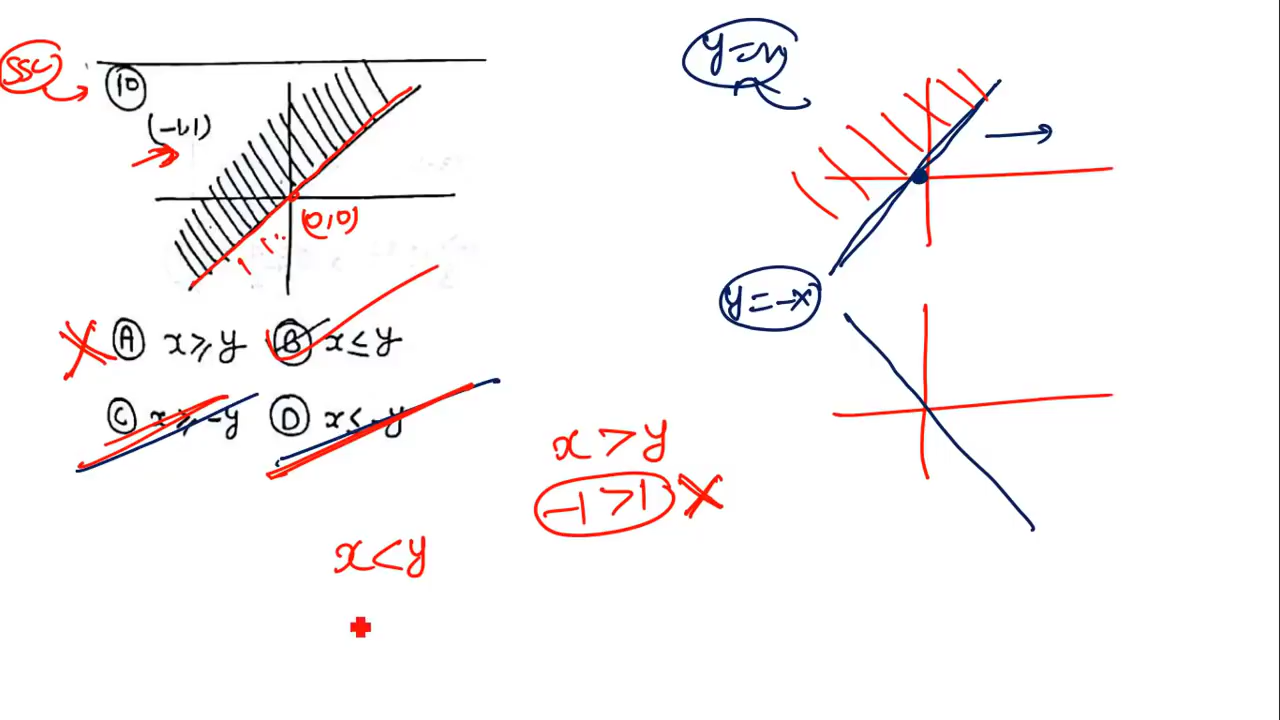 SSC
10
(-1,1)
(0,0)
A x≥y B x≤y
C x≥-y D x≤-y
x<y
x>y
-1>1
y=x
y=-x